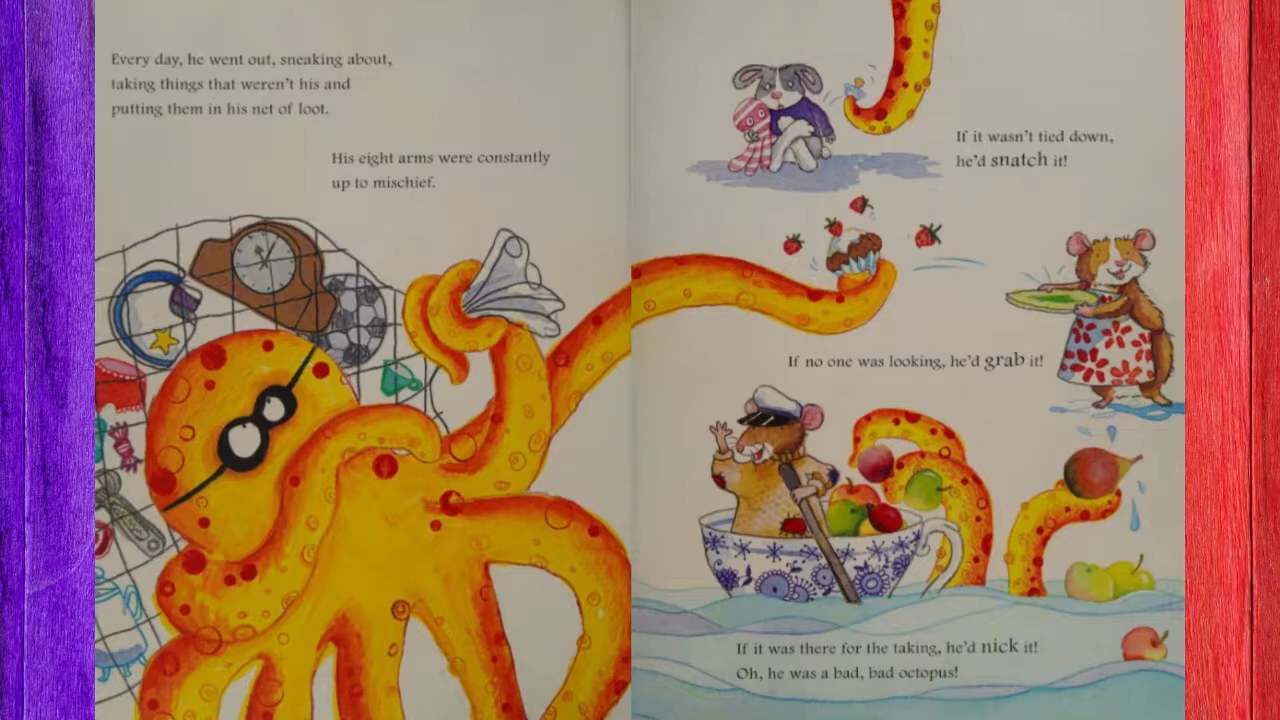 Every day, he went out, sneaking about,
taking things that weren't his and
putting them in his net of loot.
His eight arms were constantly
up to mischief.
If it wasn't tied down,
he'd snatch it!
If no one was looking, he'd grab it!
If it was there for the taking, he'd nick it!
Oh, he was a bad, bad octopus!